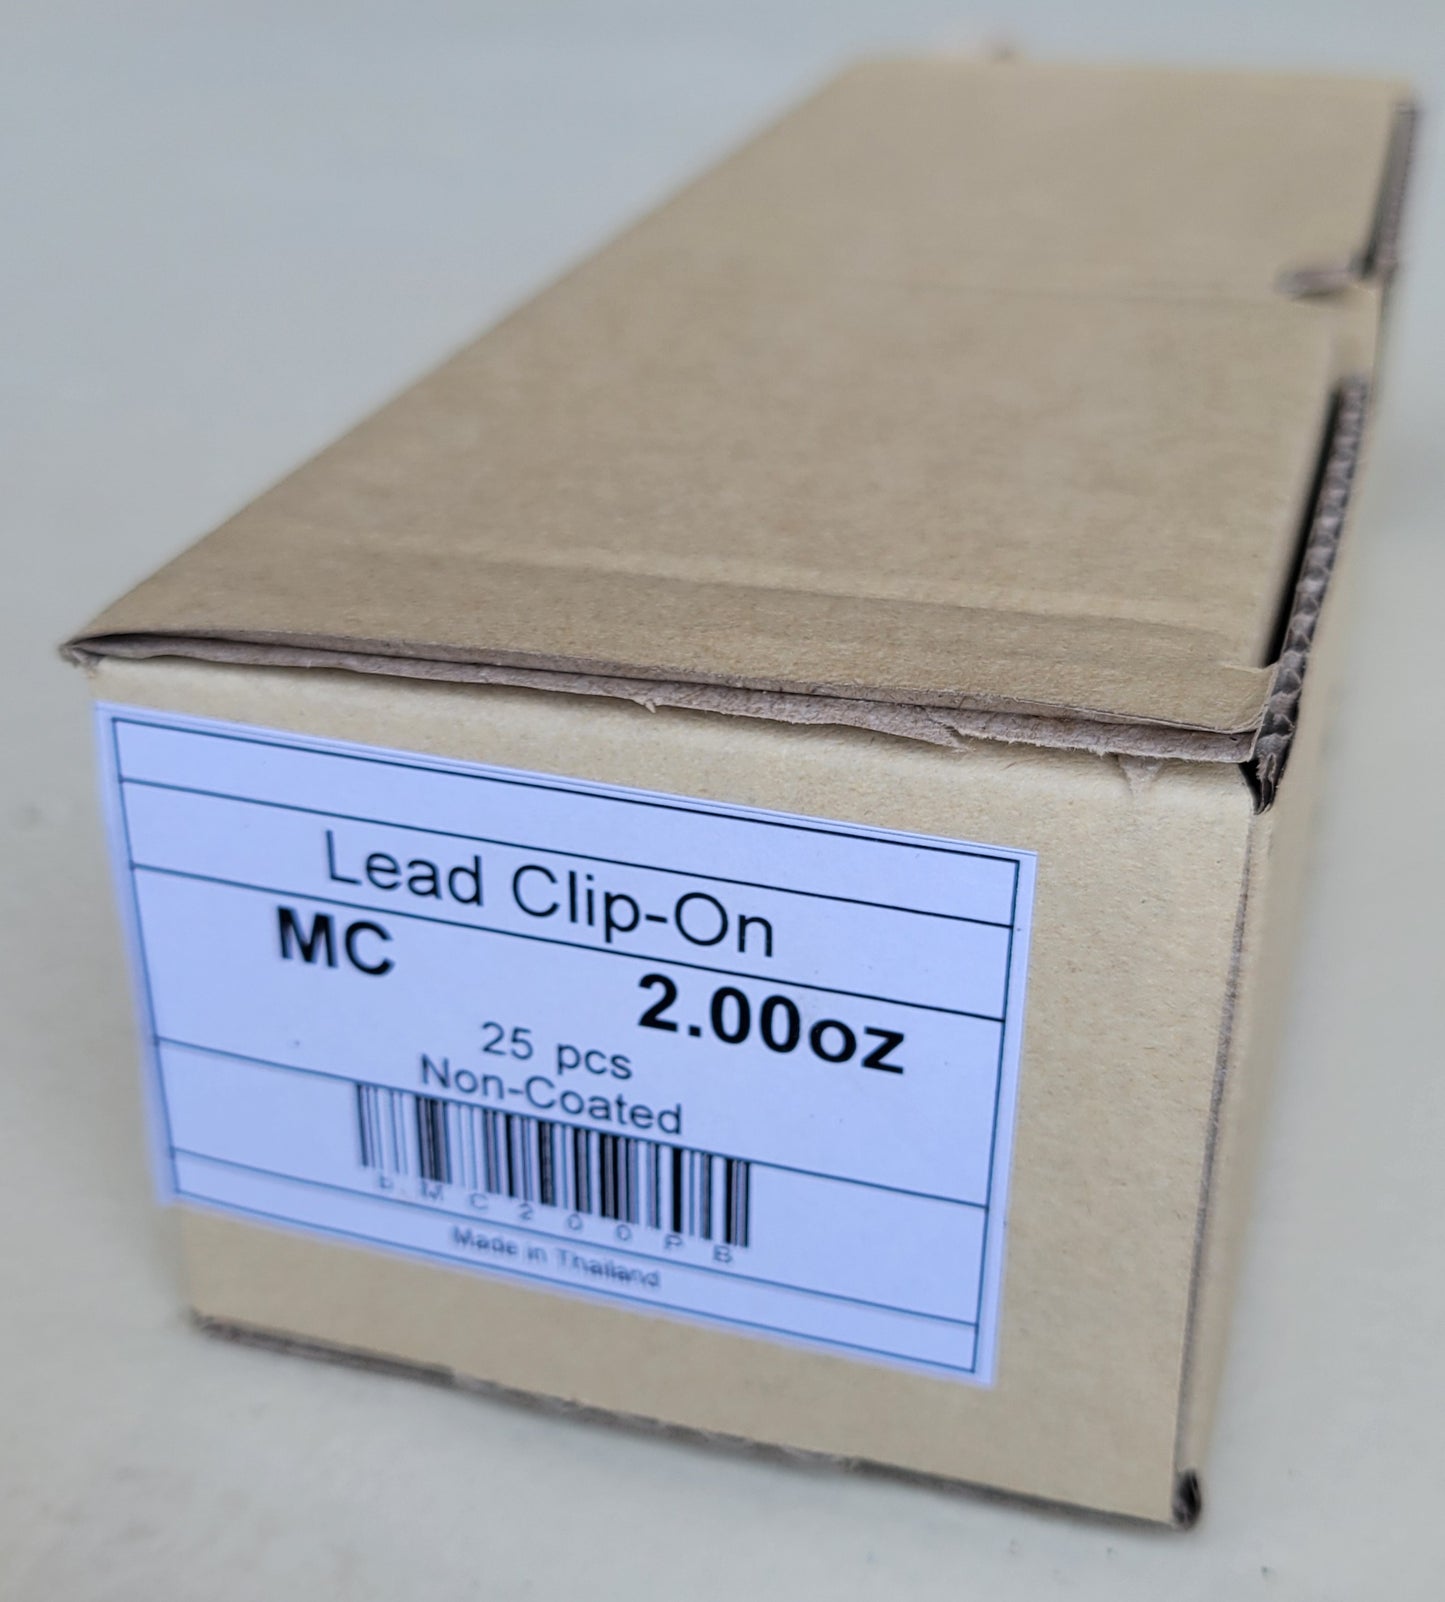 Lead Clip-On
MC 2.00oz
25 pcs
Non-Coated
MC200PB
Made in Thailand